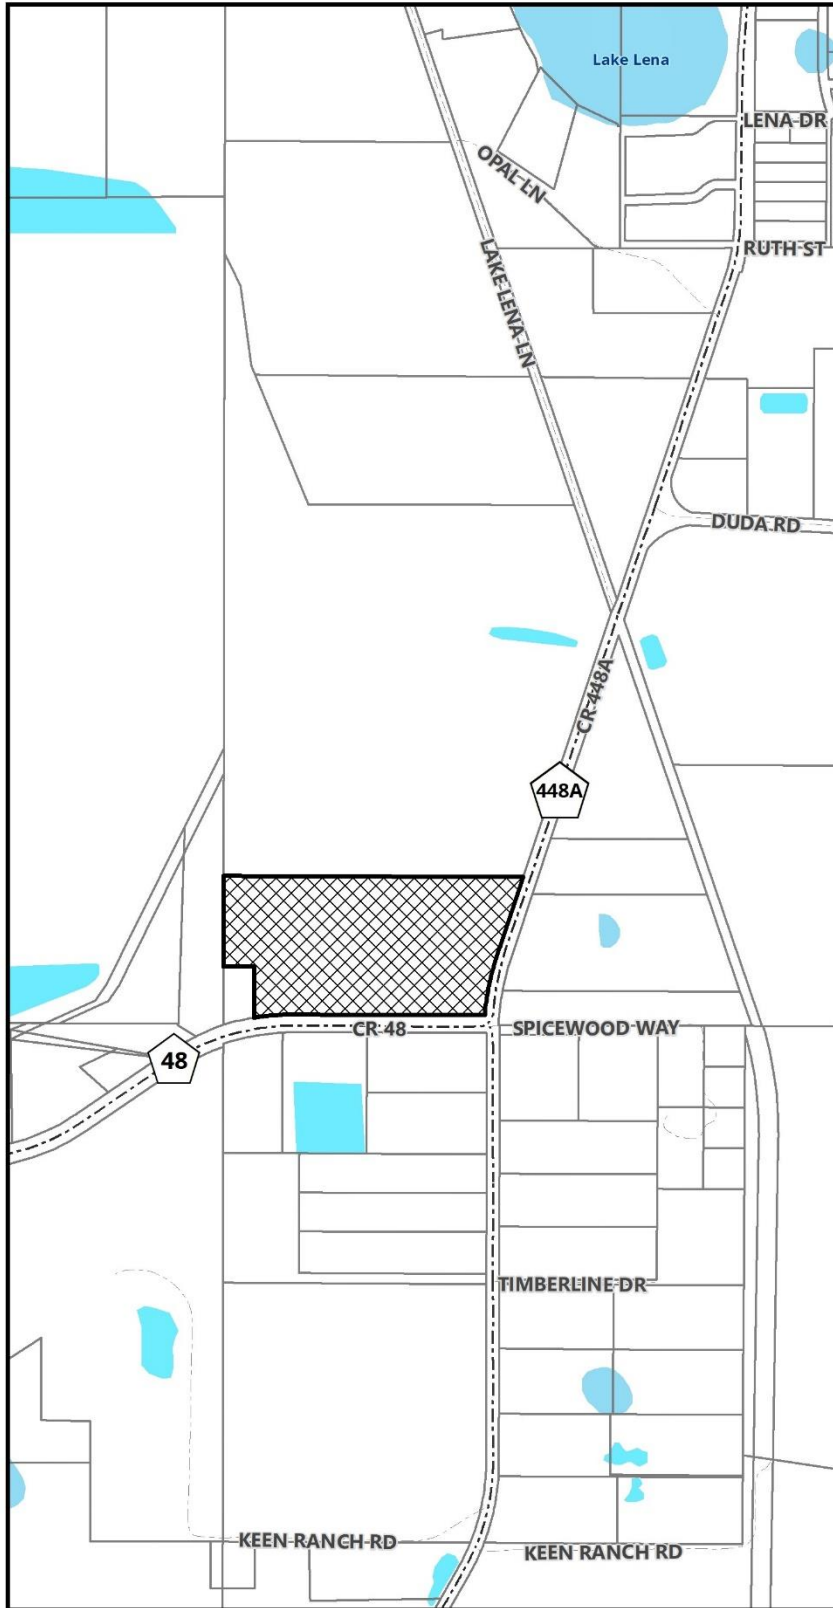 Lake Lena
LENA DR
OPAL LN
RUTH ST
LAKE LENA LN
DUDA RD
CR 448A
448A
CR 48
SPICEWOOD WAY
48
TIMBERLINE DR
KEEN RANCH RD
KEEN RANCH RD